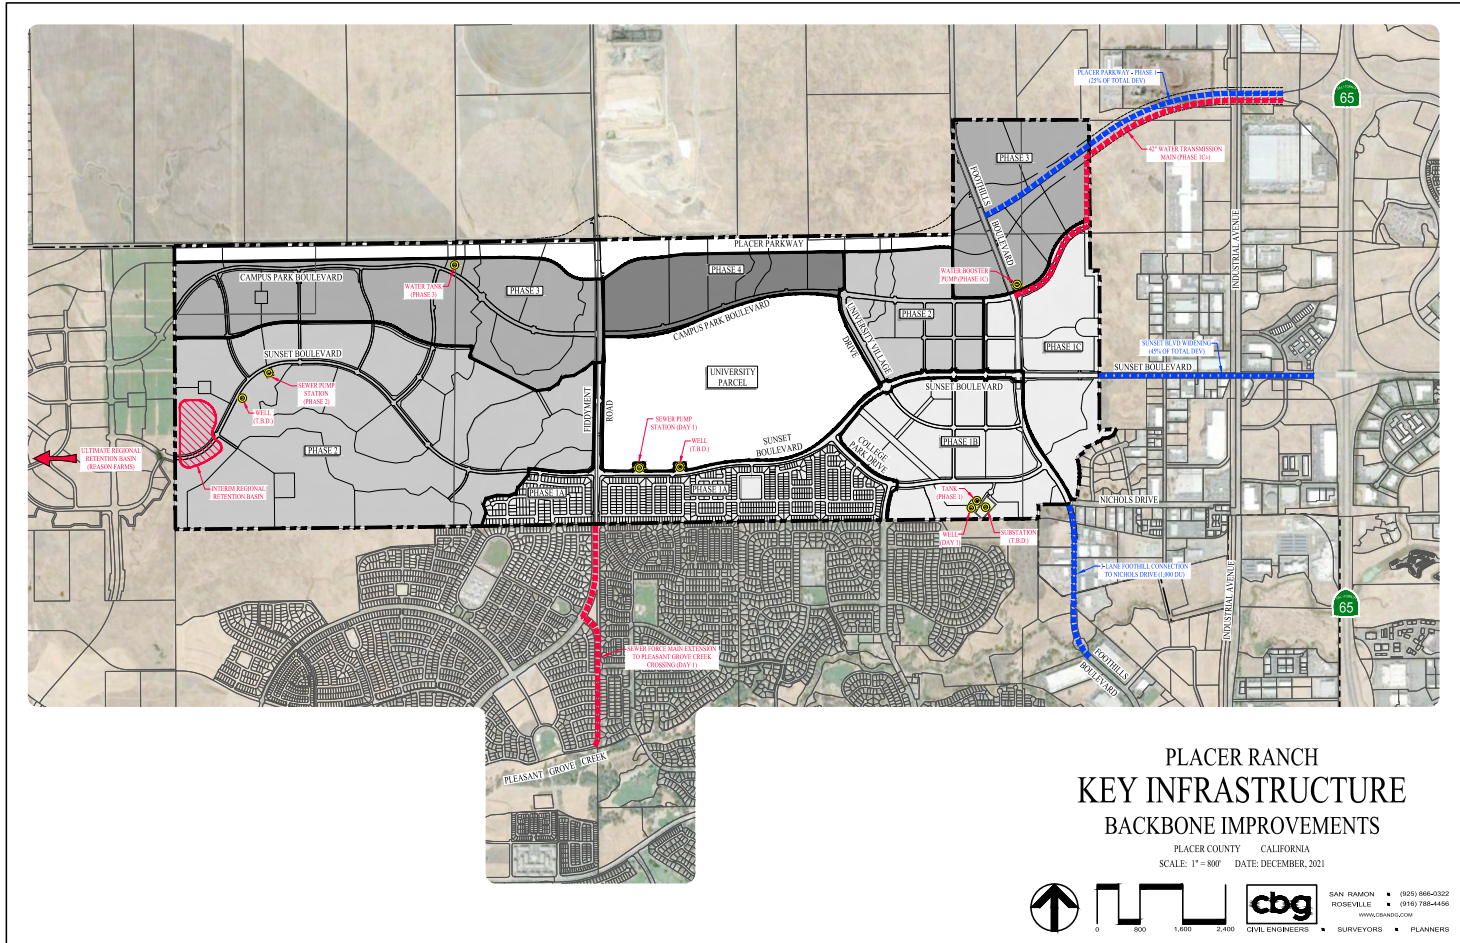 PLACER PARKWAY - PHASE 1
(25% OF TOTAL DEV)
CALIFORNIA
65
42" WATER TRANSMISSION
MAIN (PHASE 1C+)
PHASE 3
FOOTHILLS
BOULEVARD
INDUSTRIAL AVENUE
PLACER PARKWAY
CAMPUS PARK BOULEVARD
WATER TANK
(PHASE 3)
PHASE 3
PHASE 4
WATER BOOSTER
PUMP (PHASE 1C)
CAMPUS PARK BOULEVARD
UNIVERSITY VILLAGE
DRIVE
PHASE 2
PHASE 1C
SUNSET BLVD WIDENING
(45% OF TOTAL DEV)
SUNSET BOULEVARD
SUNSET BOULEVARD
SEWER PUMP
STATION
(PHASE 2)
WELL
(T.B.D.)
UNIVERSITY
PARCEL
SUNSET BOULEVARD
FIDDYMENT
ROAD
SEWER PUMP
STATION (DAY 1)
WELL
(T.B.D.)
SUNSET
BOULEVARD
COLLEGE
PARK DRIVE
PHASE 1B
ULTIMATE REGIONAL
RETENTION BASIN
(REASON FARMS)
PHASE 2
INTERIM REGIONAL
RETENTION BASIN
PHASE 1A
PHASE 1A
TANK
(PHASE 1)
NICHOLS DRIVE
WELL
(DAY 1)
SUBSTATION
(T.B.D.)
LANE FOOTHILL CONNECTION
TO NICHOLS DRIVE (1,000 DU)
INDUSTRIAL AVENUE
65
SEWER FORCE MAIN EXTENSION
TO PLEASANT GROVE CREEK
CROSSING (DAY 1)
FOOTHILLS
BOULEVARD
PLEASANT GROVE CREEK
PLACER RANCH
KEY INFRASTRUCTURE
BACKBONE IMPROVEMENTS
PLACER COUNTY CALIFORNIA
SCALE: 1" = 800' DATE: DECEMBER, 2021
0 800 1,600 2,400
cbg
CIVIL ENGINEERS ▪ SURVEYORS ▪ PLANNERS
SAN RAMON ▪ (925) 866-0322
ROSEVILLE ▪ (916) 788-4456
WWW.CBANDG.COM